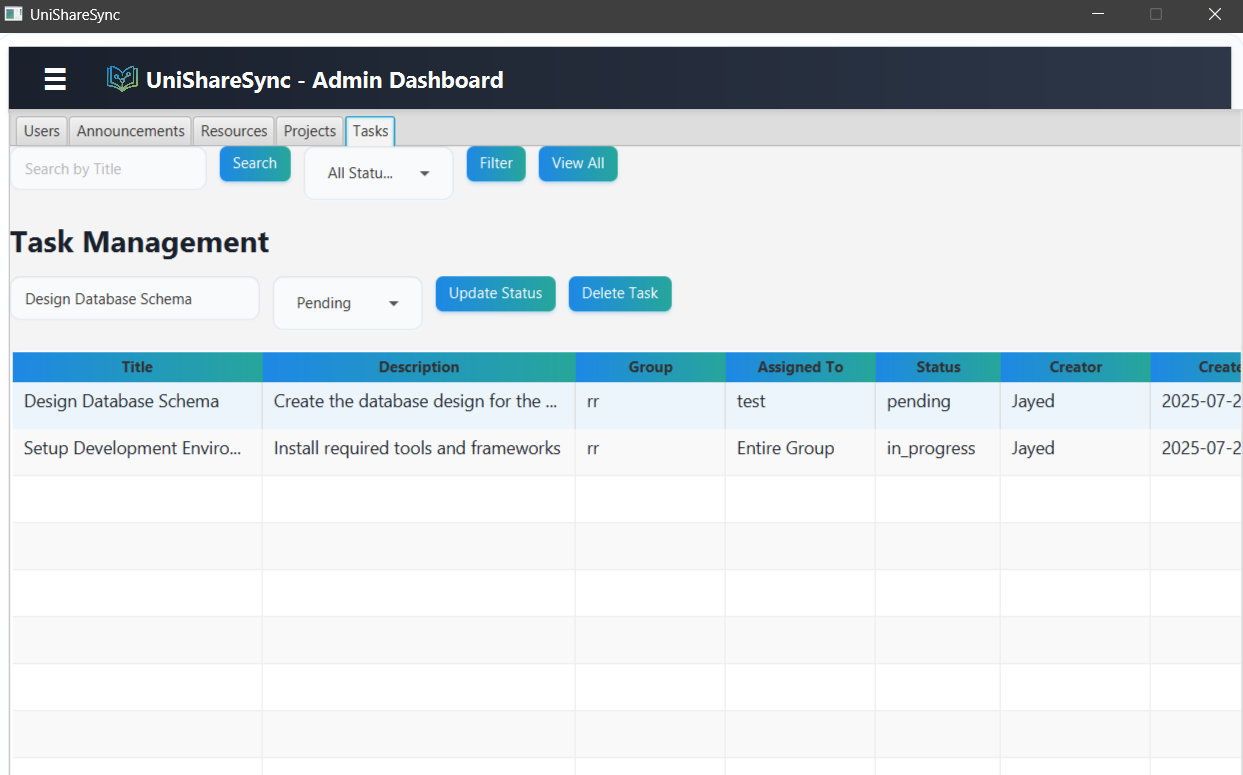 UniShareSync
UniShareSync - Admin Dashboard
Users Announcements Resources Projects Tasks
Search by Title Search All Statu... Filter View All
Task Management
Design Database Schema Pending Update Status Delete Task
Title Description Group Assigned To Status Creator Create
Design Database Schema Create the database design for the ... rr test pending Jayed 2025-07-2
Setup Development Enviro... Install required tools and frameworks rr Entire Group in_progress Jayed 2025-07-2